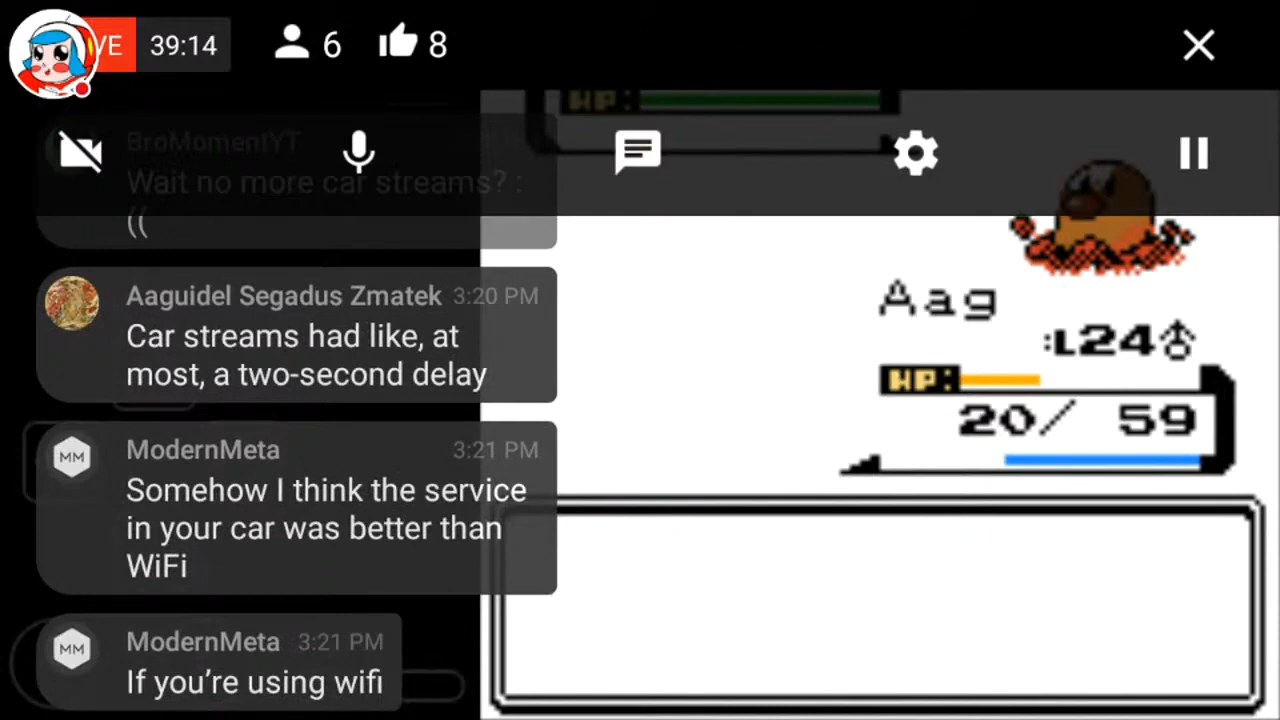 VE 39:14 6 8
HP:
BroMomentYT
Wait no more car streams? :
((
Aaguidel Segadus Zmatek 3:20 PM
Car streams had like, at
most, a two-second delay
ModernMeta 3:21 PM
Somehow I think the service
in your car was better than
WiFi
ModernMeta 3:21 PM
If you're using wifi
Aag
:L24♂
HP:
20/ 59